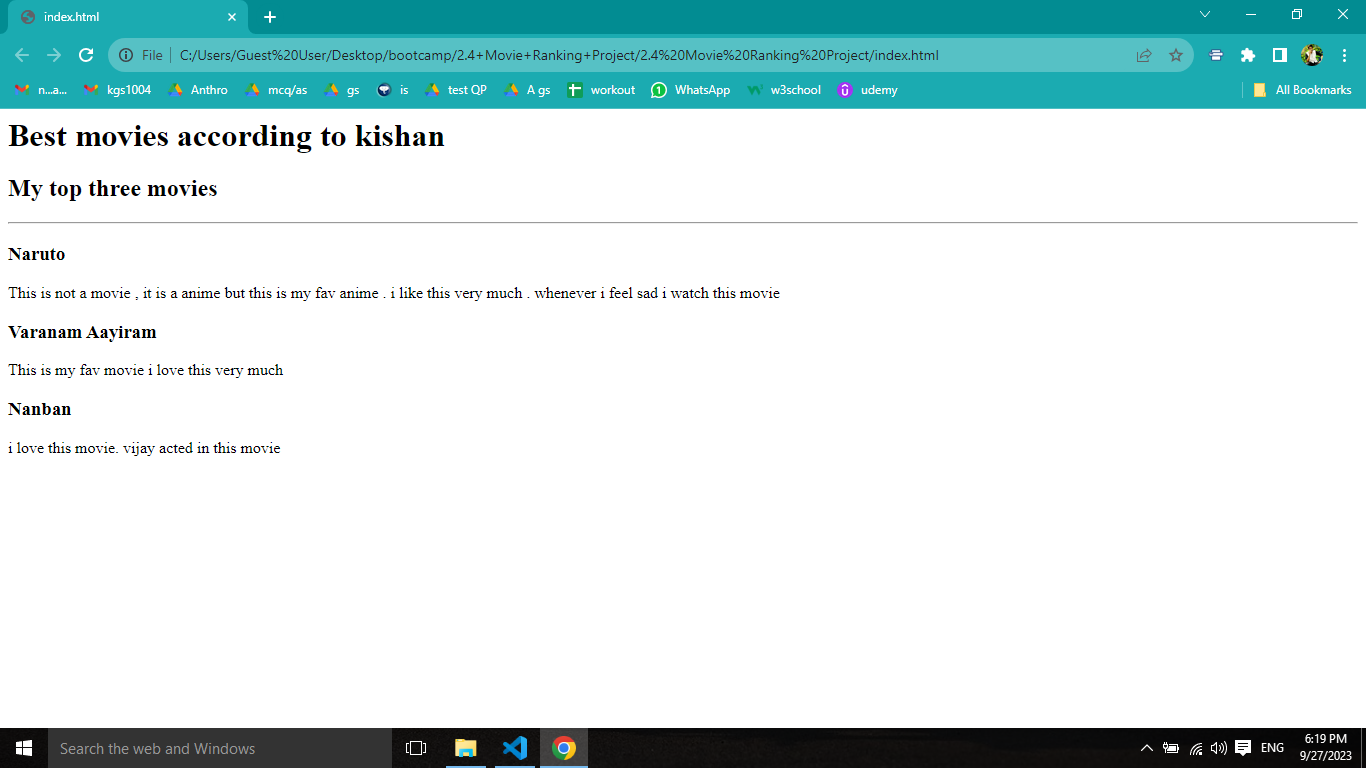 index.html
File C:/Users/Guest%20User/Desktop/bootcamp/2.4+Movie+Ranking+Project/2.4%20Movie%20Ranking%20Project/index.html
n...a... kgs1004 Anthro mcq/as gs is test QP A gs workout WhatsApp w3school udemy All Bookmarks
Best movies according to kishan
My top three movies
Naruto
This is not a movie , it is a anime but this is my fav anime . i like this very much . whenever i feel sad i watch this movie
Varanam Aayiram
This is my fav movie i love this very much
Nanban
i love this movie. vijay acted in this movie
Search the web and Windows
ENG
6:19 PM
9/27/2023